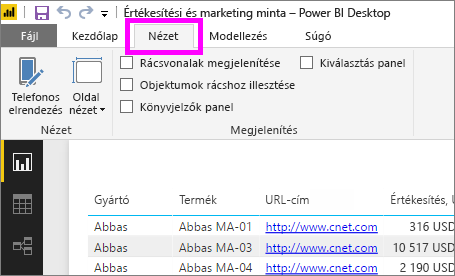 Értékesítési és marketing minta – Power BI Desktop
Fájl Kezdőlap Nézet Modellezés Súgó
Rácsvonalak megjelenítése Kiválasztás panel
Objektumok rácshoz illesztése
Könyvjelzők panel
Telefonos elrendezés
Oldal nézet
Nézet Megjelenítés
Gyártó Termék URL-cím Értékesítés, U
Abbas Abbas MA-01 http://www.cnet.com 316 USD
Abbas Abbas MA-03 http://www.cnet.com 10 517 USD
Abbas Abbas MA-04 http://www.cnet.com 2 190 USD